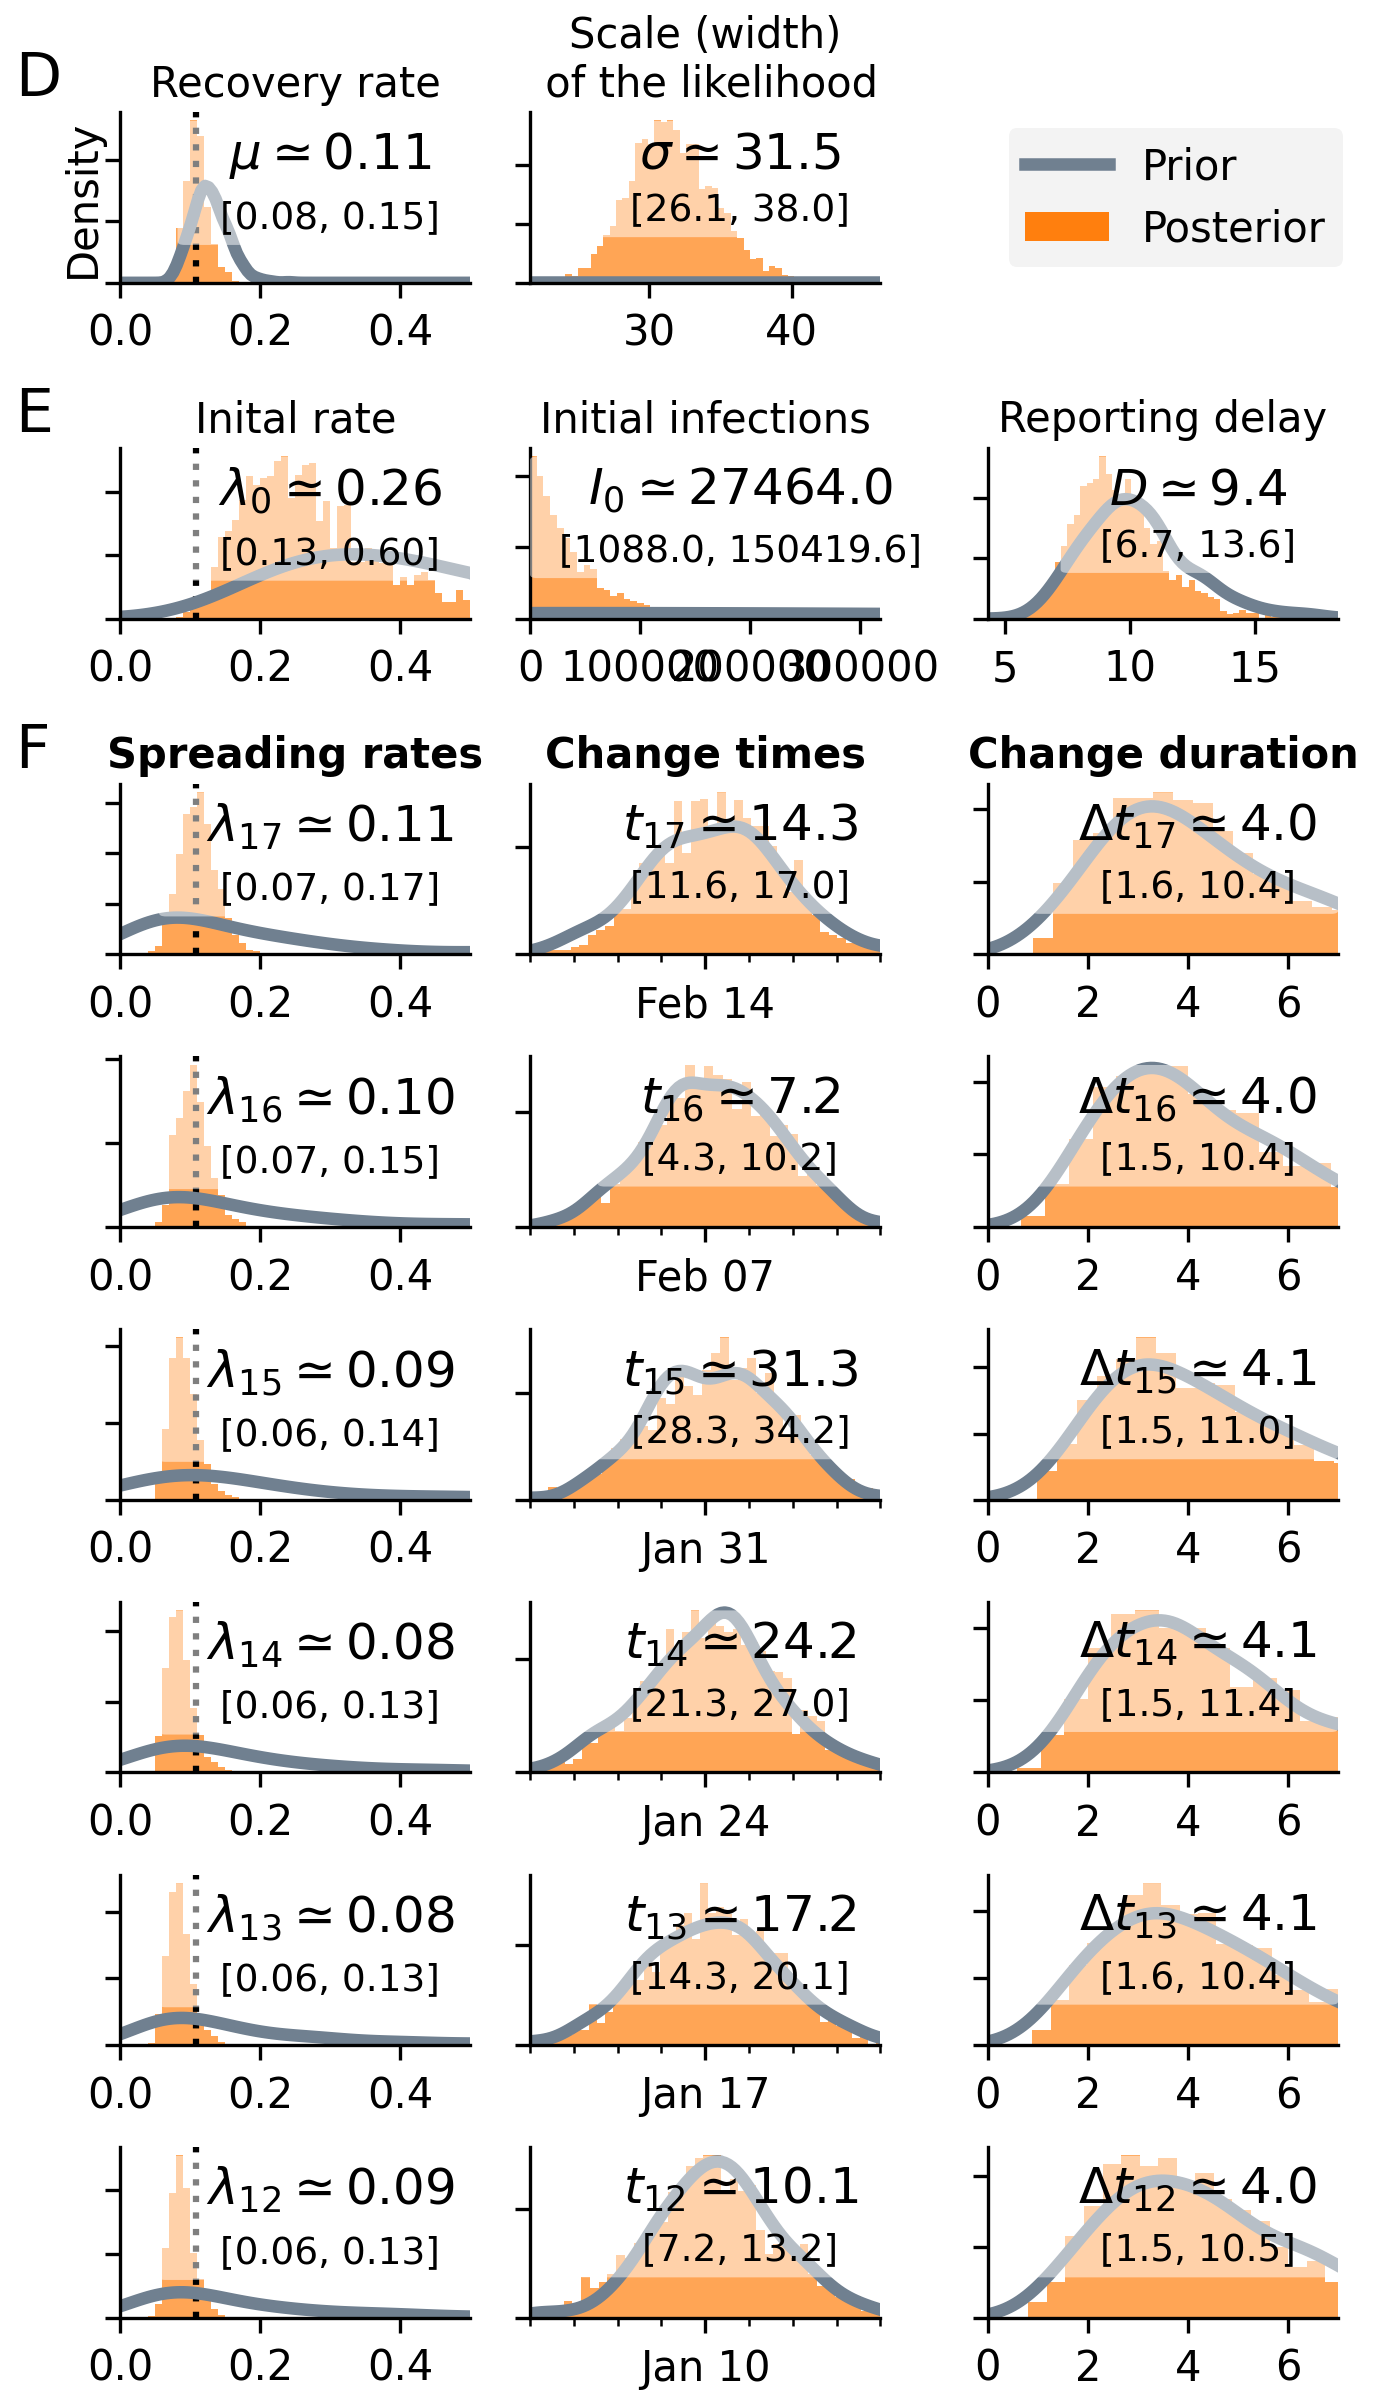 D
Recovery rate
Scale (width)
of the likelihood
Density
μ ≃ 0.11
[0.08, 0.15]
σ ≃ 31.5
[26.1, 38.0]
Prior
Posterior
0.0 0.2 0.4
30 40
E
Inital rate
Initial infections
Reporting delay
λ0 ≃ 0.26
[0.13, 0.60]
I0 ≃ 27464.0
[1088.0, 150419.6]
D ≃ 9.4
[6.7, 13.6]
0.0 0.2 0.4
0 100000 200000 300000
5 10 15
F
Spreading rates
Change times
Change duration
λ17 ≃ 0.11
[0.07, 0.17]
t17 ≃ 14.3
[11.6, 17.0]
Δt17 ≃ 4.0
[1.6, 10.4]
0.0 0.2 0.4
Feb 14
0 2 4 6
λ16 ≃ 0.10
[0.07, 0.15]
t16 ≃ 7.2
[4.3, 10.2]
Δt16 ≃ 4.0
[1.5, 10.4]
0.0 0.2 0.4
Feb 07
0 2 4 6
λ15 ≃ 0.09
[0.06, 0.14]
t15 ≃ 31.3
[28.3, 34.2]
Δt15 ≃ 4.1
[1.5, 11.0]
0.0 0.2 0.4
Jan 31
0 2 4 6
λ14 ≃ 0.08
[0.06, 0.13]
t14 ≃ 24.2
[21.3, 27.0]
Δt14 ≃ 4.1
[1.5, 11.4]
0.0 0.2 0.4
Jan 24
0 2 4 6
λ13 ≃ 0.08
[0.06, 0.13]
t13 ≃ 17.2
[14.3, 20.1]
Δt13 ≃ 4.1
[1.6, 10.4]
0.0 0.2 0.4
Jan 17
0 2 4 6
λ12 ≃ 0.09
[0.06, 0.13]
t12 ≃ 10.1
[7.2, 13.2]
Δt12 ≃ 4.0
[1.5, 10.5]
0.0 0.2 0.4
Jan 10
0 2 4 6